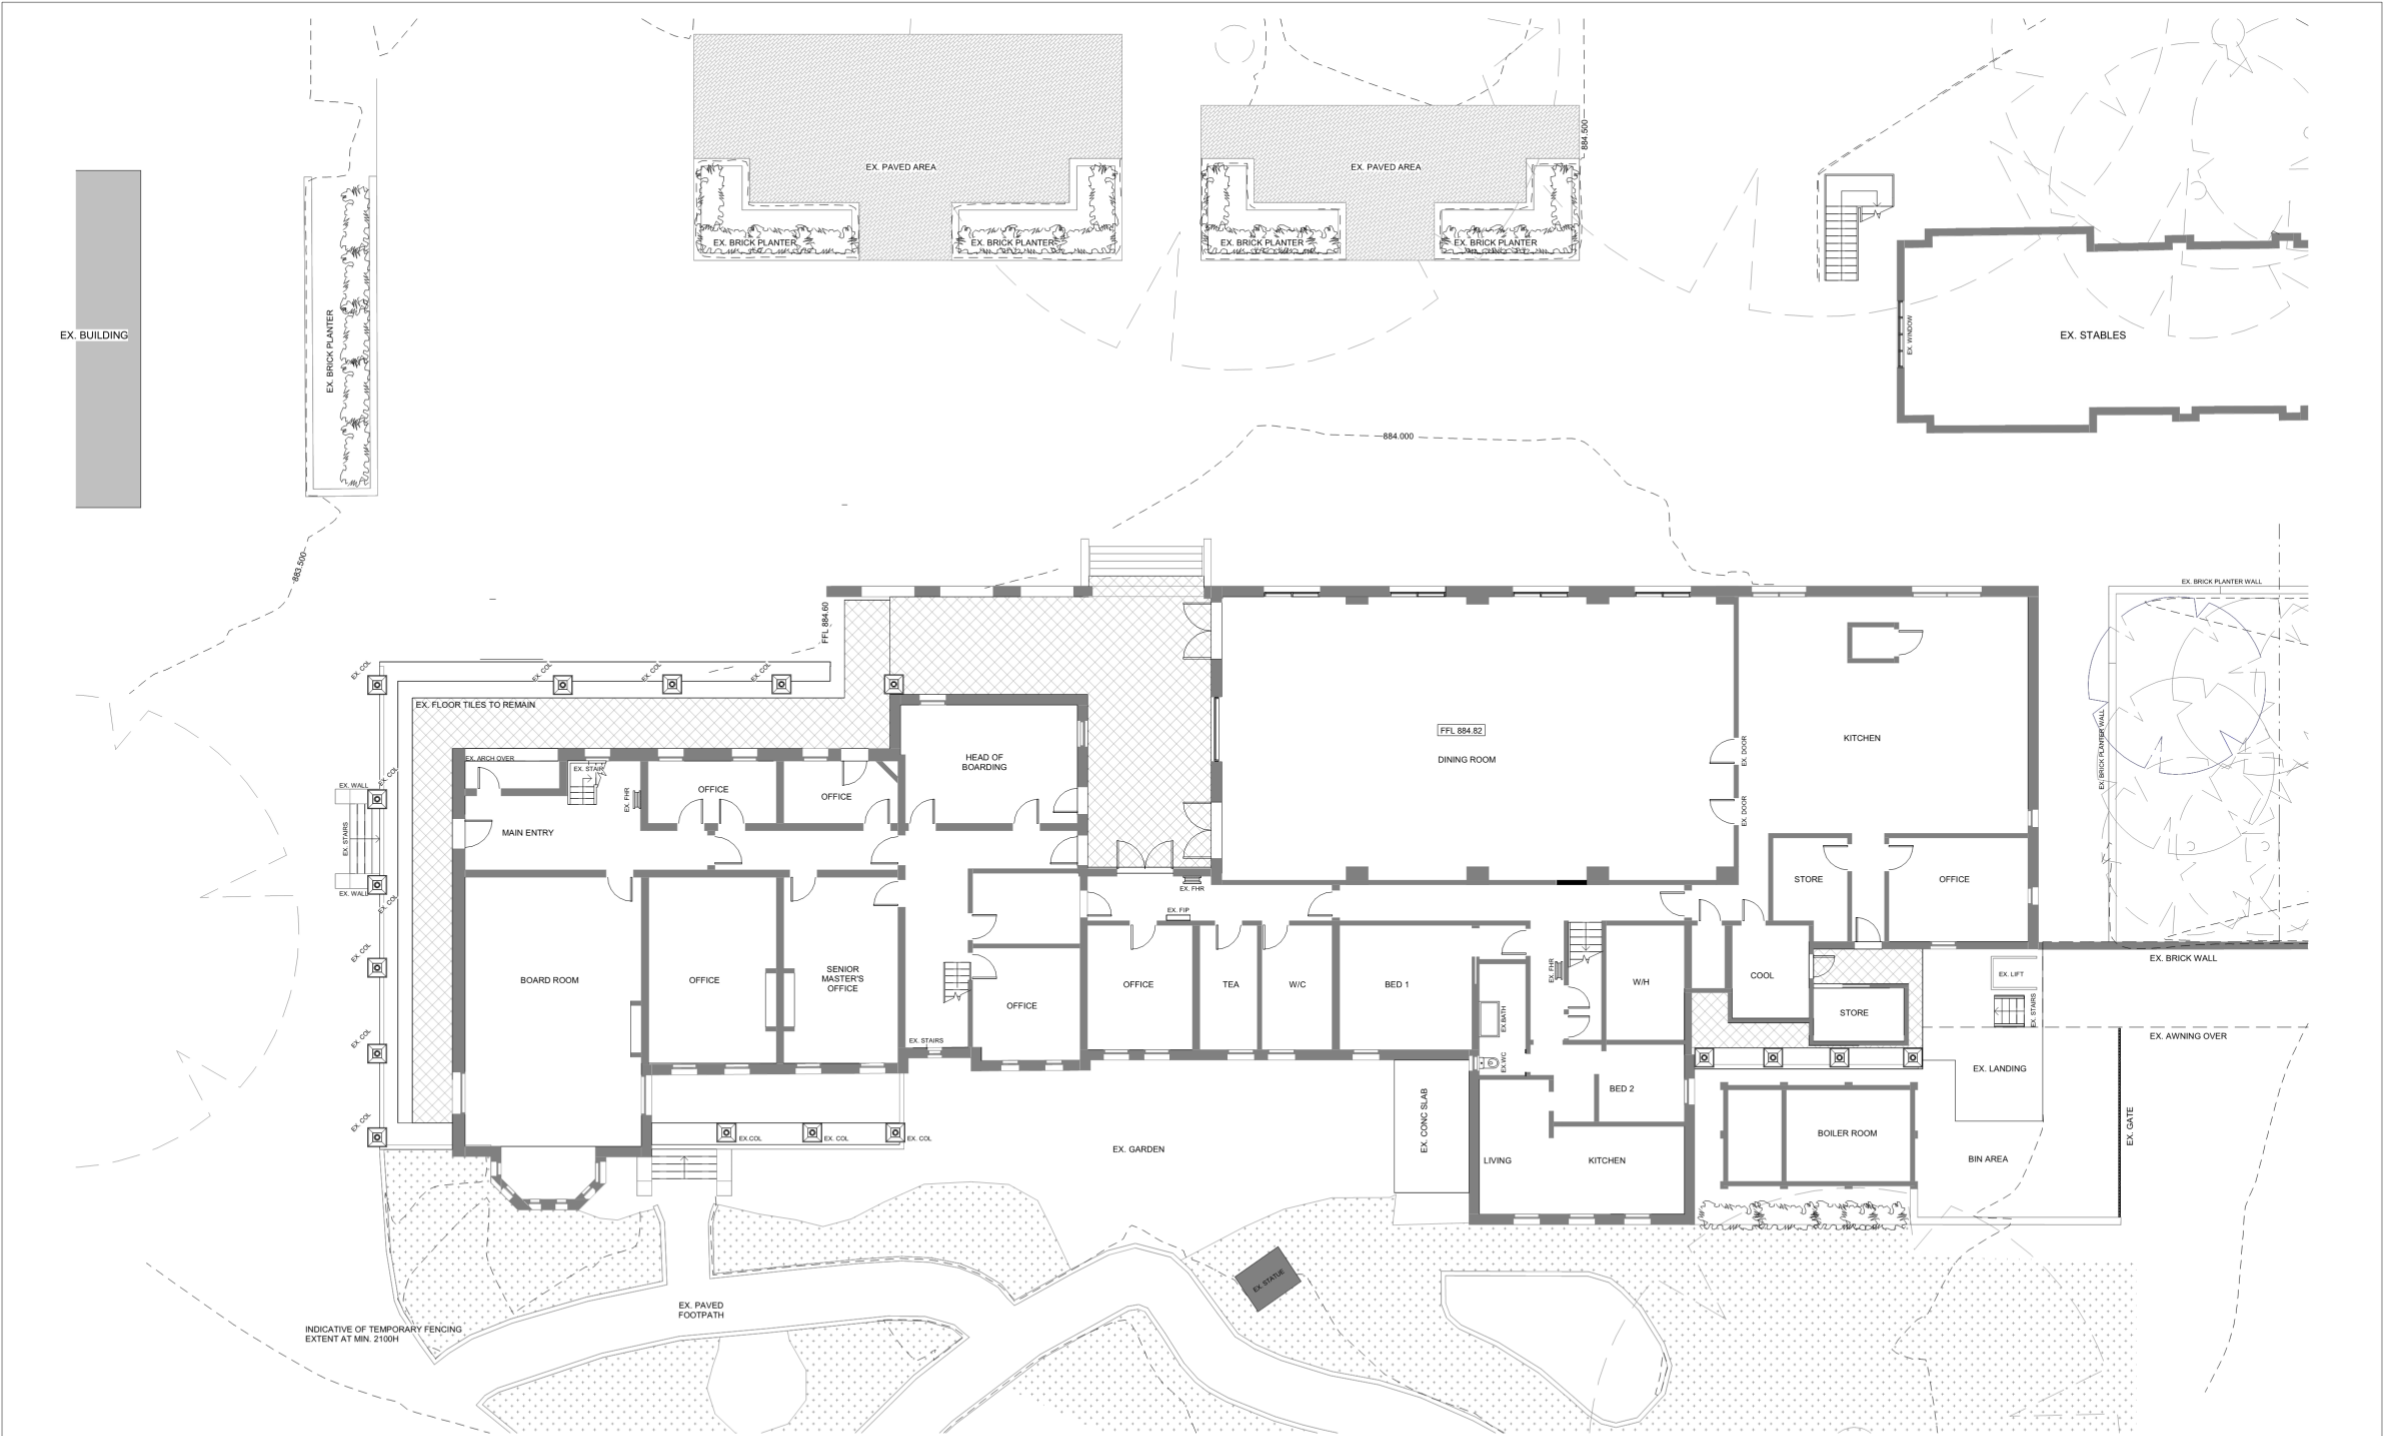 884.500
EX. PAVED AREA
EX. PAVED AREA
EX. BRICK PLANTER
EX. BRICK PLANTER
EX. BRICK PLANTER
EX. BRICK PLANTER
EX. BUILDING
EX. BRICK PLANTER
EX. WINDOW
EX. STABLES
884.000
883.500
EX. BRICK PLANTER WALL
FFL 884.60
EX. COL
EX. COL
EX. COL
EX. COL
EX. FLOOR TILES TO REMAIN
FFL 884.82
DINING ROOM
KITCHEN
EX. DOOR
EX. DOOR
EX. BRICK PLANTER WALL
HEAD OF
BOARDING
EX. ARCH OVER
EX. STAIR
EX. FHR
OFFICE
OFFICE
EX. COL
EX. WALL
EX. STAIRS
EX. WALL
EX. COL
MAIN ENTRY
STORE
OFFICE
EX. FHR
EX. FIP
EX. COL
BOARD ROOM
OFFICE
SENIOR
MASTER'S
OFFICE
OFFICE
OFFICE
TEA
W/C
BED 1
EX. FHR
W/H
COOL
STORE
EX. BRICK WALL
EX. LIFT
EX. STAIRS
EX.BATH
EX.WC
EX. COL
EX. STAIRS
EX. AWNING OVER
EX. LANDING
BED 2
EX. COL
EX.COL
EX. COL
EX. COL
EX. CONC SLAB
EX. GARDEN
LIVING
KITCHEN
BOILER ROOM
BIN AREA
EX. GATE
EX. STATUE
EX. PAVED
FOOTPATH
INDICATIVE OF TEMPORARY FENCING
EXTENT AT MIN. 2100H